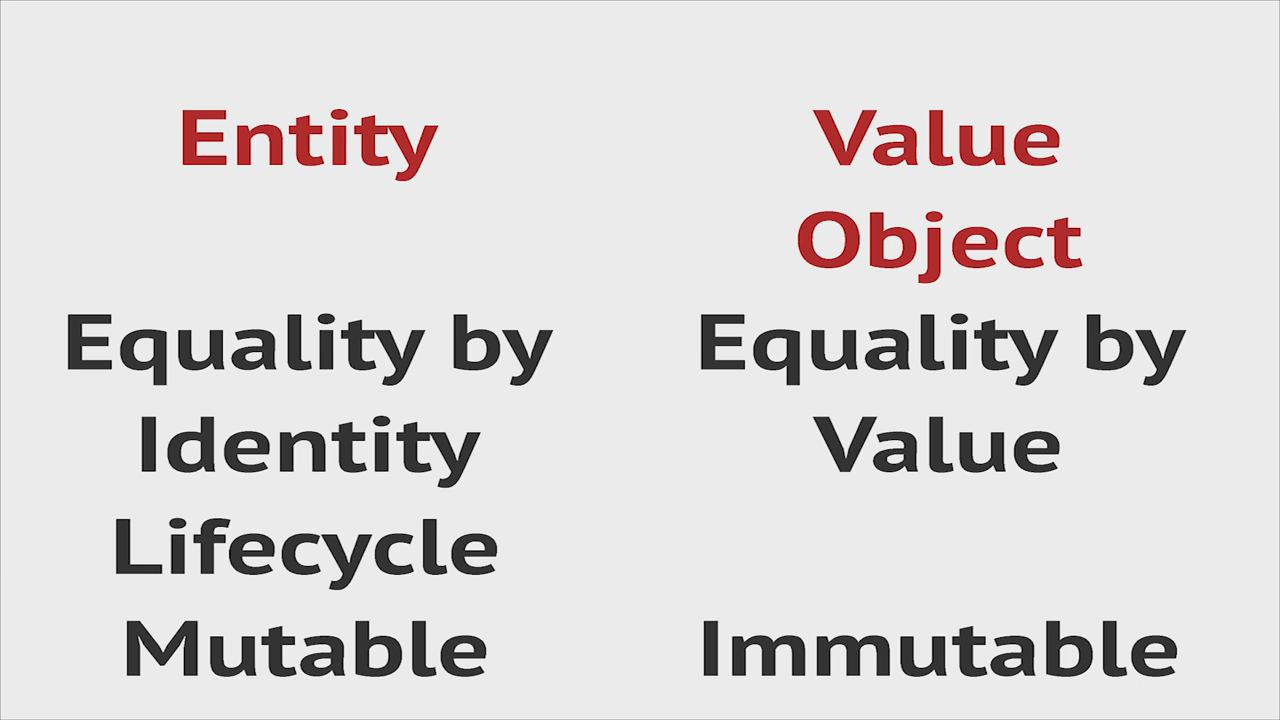 Entity
Equality by
Identity
Lifecycle
Mutable
Value
Object
Equality by
Value
Immutable